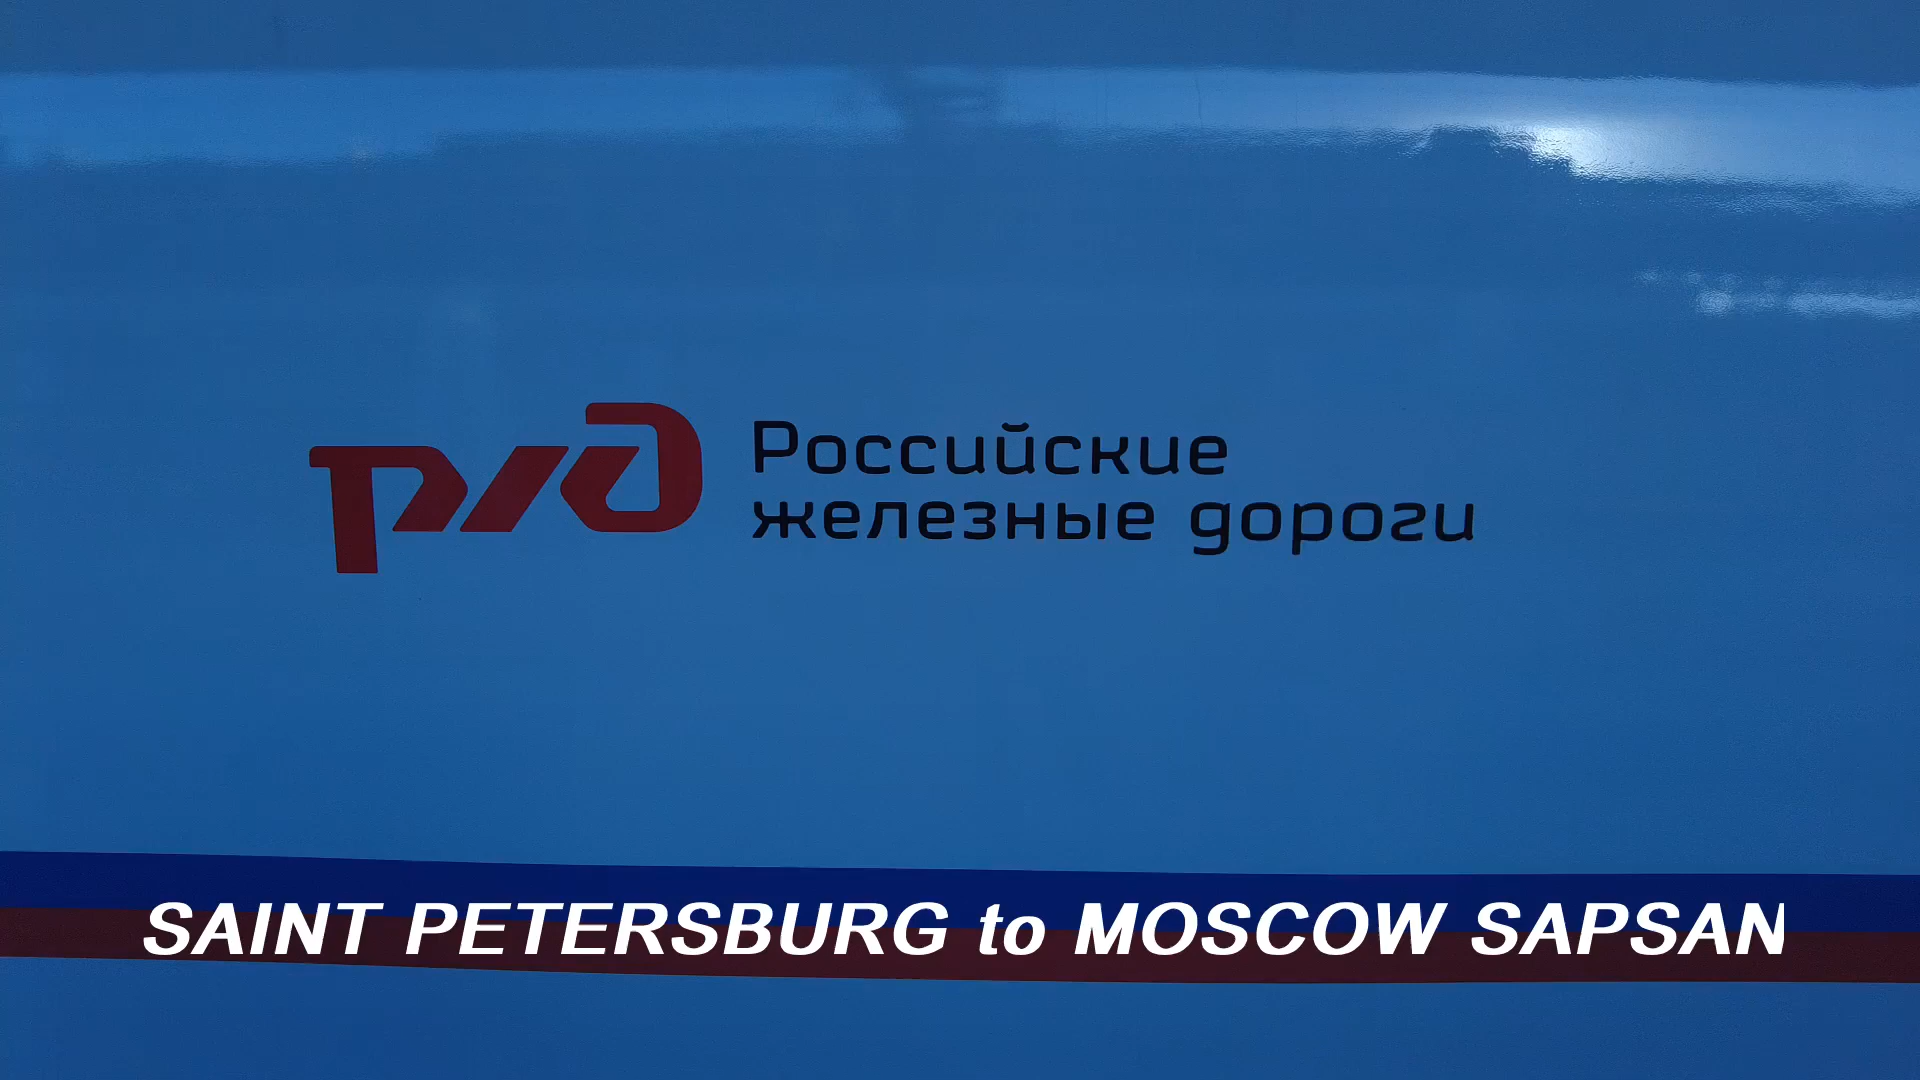 ржд Российские
железные дороги
SAINT PETERSBURG to MOSCOW SAPSAN